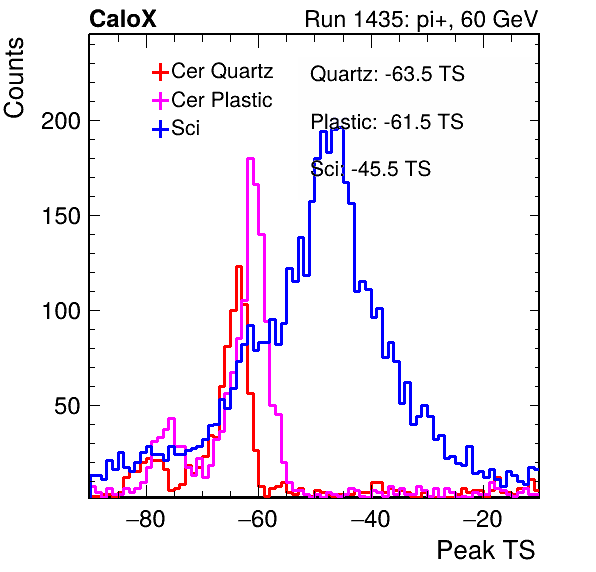 CaloX Run 1435: pi+, 60 GeV
Counts
Cer Quartz
Cer Plastic
Sci
Quartz: -63.5 TS
Plastic: -61.5 TS
Sci: -45.5 TS
200
150
100
50
−80 −60 −40 −20
Peak TS